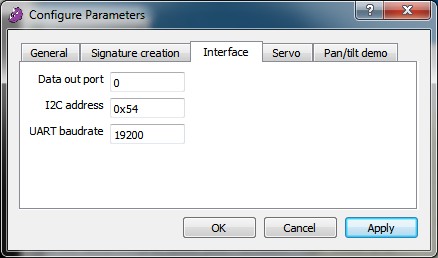 Configure Parameters
General
Signature creation
Interface
Servo
Pan/tilt demo
Data out port 0
I2C address 0x54
UART baudrate 19200
OK
Cancel
Apply